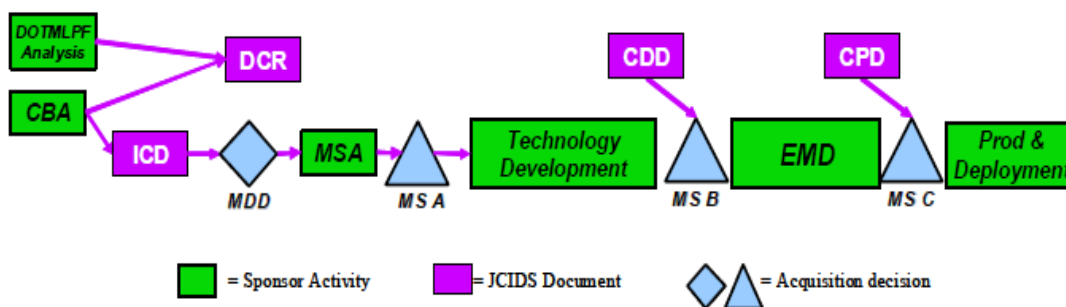 DOTMLPF
Analysis
DCR
CDD
CPD
CBA
ICD
MSA
Technology
Development
EMD
Prod &
Deployment
MDD
MS A
MS B
MS C
= Sponsor Activity
= JCIDS Document
= Acquisition decision